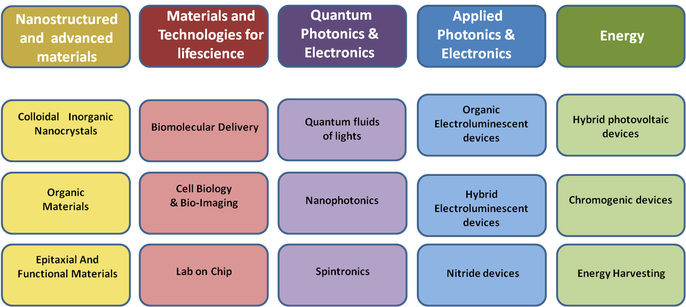 Nanostructured
and advanced
materials
Materials and
Technologies for
lifescience
Quantum
Photonics &
Electronics
Applied
Photonics &
Electronics
Energy
Colloidal Inorganic
Nanocrystals
Biomolecular Delivery
Quantum fluids
of lights
Organic
Electroluminescent
devices
Hybrid photovoltaic
devices
Organic
Materials
Cell Biology
& Bio-Imaging
Nanophotonics
Hybrid
Electroluminescent
devices
Chromogenic devices
Epitaxial And
Functional Materials
Lab on Chip
Spintronics
Nitride devices
Energy Harvesting